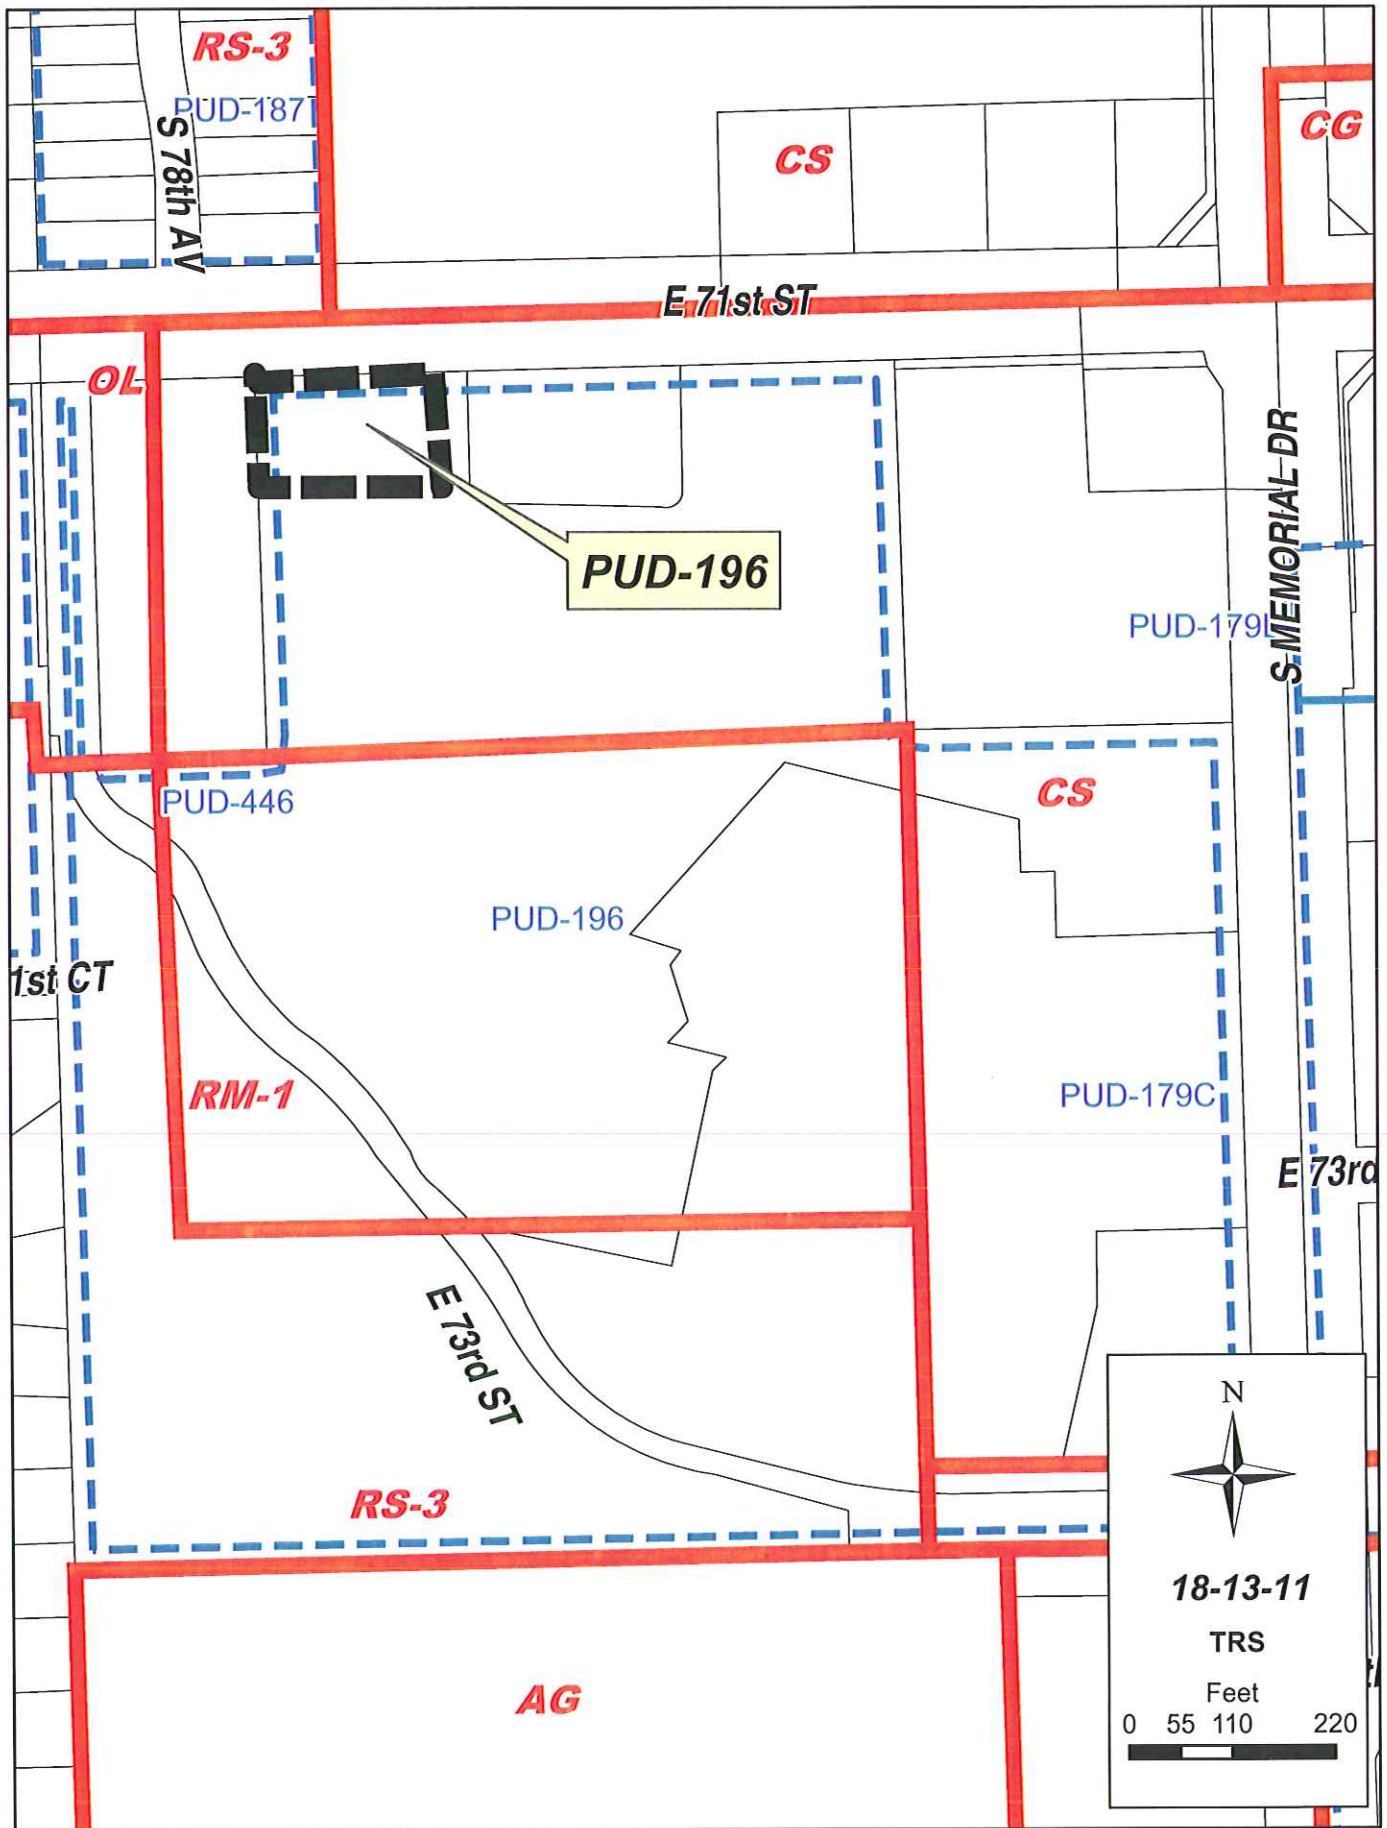 RS-3
PUD-187
S 78th AV
CS
CG
E 71st ST
OL
PUD-196
S MEMORIAL DR
PUD-179L
PUD-446
CS
PUD-196
1st CT
RM-1
PUD-179C
E 73rd
E 73rd ST
N
RS-3
18-13-11
TRS
AG
Feet
0 55 110 220